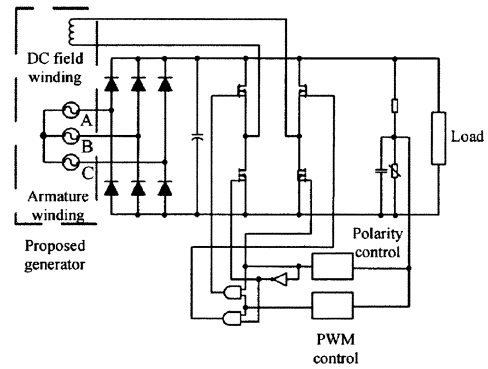 DC field
winding
A
B
C
Armature
winding
Proposed
generator
Load
Polarity
control
PWM
control